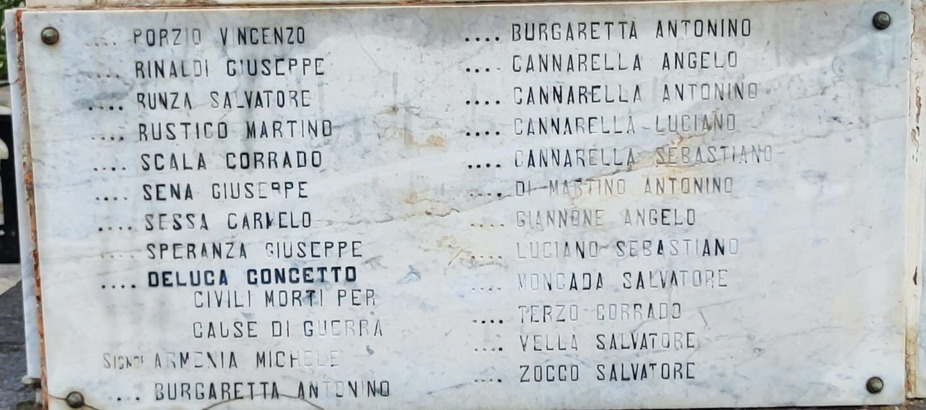 .... PORZIO VINCENZO
.... RINALDI GIUSEPPE
.... RUNZA SALVATORE
.... RUSTICO MARTINO
.... SCALA CORRADO
.... SENA GIUSEPPE
.... SESSA CARMELO
.... SPERANZA GIUSEPPE
.... DELUCA CONCETTO
CIVILI MORTI PER
CAUSE DI GUERRA
ARMENIA MICHELE
.... BURGARETTA ANTONINO
.... BURGARETTA ANTONINO
.... CANNARELLA ANGELO
.... CANNARELLA ANTONINO
.... CANNARELLA LUCIANO
.... CANNARELLA SEBASTIANO
.... DI MARTINO ANTONINO
.... GIANNONE ANGELO
.... LUCIANO SEBASTIANO
.... MONCADA SALVATORE
.... TERZO CORRADO
.... VELLA SALVATORE
.... ZOCCO SALVATORE